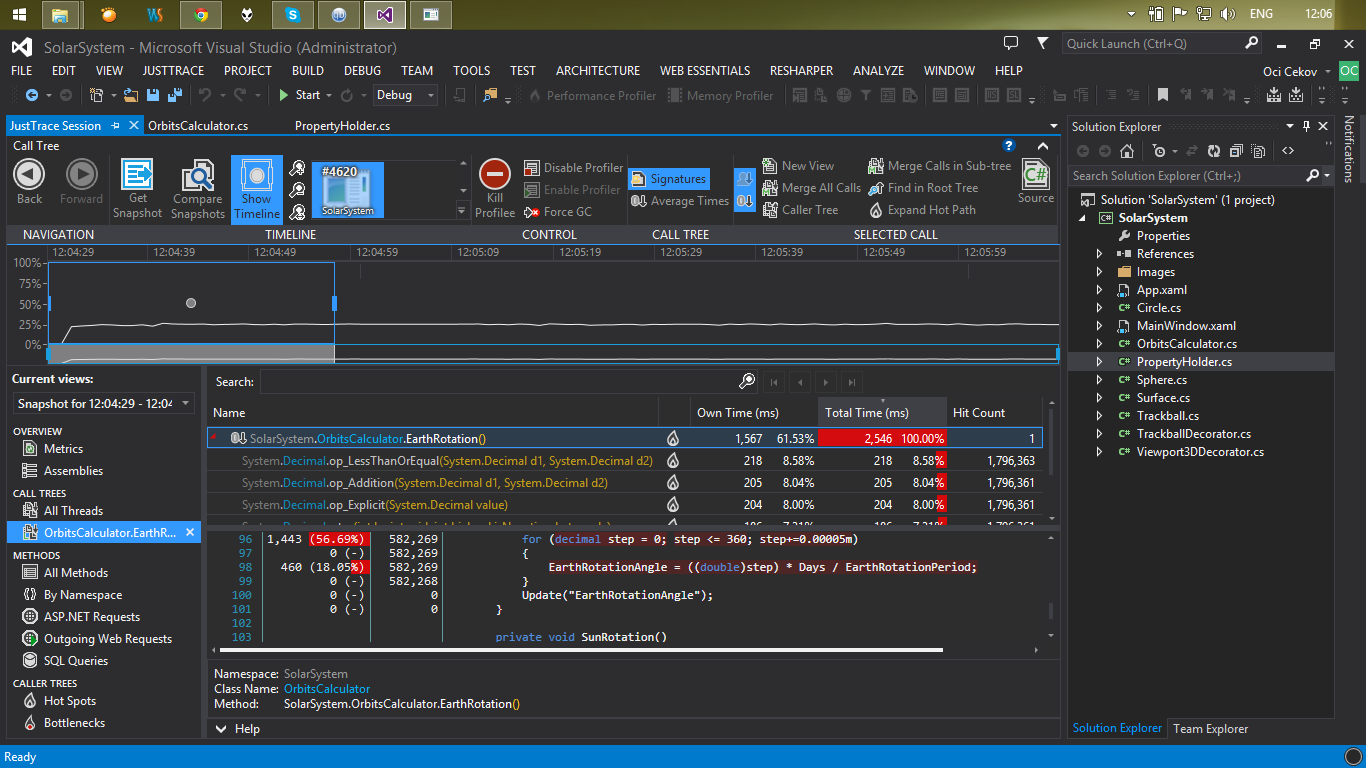 ENG 12:06
SolarSystem - Microsoft Visual Studio (Administrator)
Quick Launch (Ctrl+Q)
FILE EDIT VIEW JUSTTRACE PROJECT BUILD DEBUG TEAM TOOLS TEST ARCHITECTURE WEB ESSENTIALS RESHARPER ANALYZE WINDOW HELP
Oci Cekov OC
Start Debug Performance Profiler Memory Profiler
JustTrace Session OrbitsCalculator.cs PropertyHolder.cs
Call Tree
Back
Forward
Get Snapshot
Compare Snapshots
Show Timeline
#4620
SolarSystem
Kill Profilee
Disable Profiler
Enable Profiler
Force GC
Signatures
Average Times
New View
Merge All Calls
Caller Tree
Merge Calls in Sub-tree
Find in Root Tree
Expand Hot Path
C#
Source
NAVIGATION TIMELINE CONTROL CALL TREE SELECTED CALL
12:04:29 12:04:39 12:04:49 12:04:59 12:05:09 12:05:19 12:05:29 12:05:39 12:05:49 12:05:59
100%
75%
50%
25%
0%
Current views:
Snapshot for 12:04:29 - 12:04
OVERVIEW
Metrics
Assemblies
CALL TREES
All Threads
OrbitsCalculator.EarthR...
METHODS
All Methods
By Namespace
ASP.NET Requests
Outgoing Web Requests
SQL Queries
CALLER TREES
Hot Spots
Bottlenecks
Search:
Name Own Time (ms) Total Time (ms) Hit Count
SolarSystem.OrbitsCalculator.EarthRotation() 1,567 61.53% 2,546 100.00% 1
System.Decimal.op_LessThanOrEqual(System.Decimal d1, System.Decimal d2) 218 8.58% 218 8.58% 1,796,363
System.Decimal.op_Addition(System.Decimal d1, System.Decimal d2) 205 8.04% 205 8.04% 1,796,361
System.Decimal.op_Explicit(System.Decimal value) 204 8.00% 204 8.00% 1,796,361
96 1,443 (56.69%) 582,269 for (decimal step = 0; step <= 360; step+=0.00005m)
97 0 (-) 582,269 {
98 460 (18.05%) 582,269 EarthRotationAngle = ((double)step) * Days / EarthRotationPeriod;
99 0 (-) 582,268 }
100 0 (-) 0 Update("EarthRotationAngle");
101 0 (-) 0 }
102
103 private void SunRotation()
Namespace: SolarSystem
Class Name: OrbitsCalculator
Method: SolarSystem.OrbitsCalculator.EarthRotation()
Help
Solution Explorer
Search Solution Explorer (Ctrl+;)
Solution 'SolarSystem' (1 project)
SolarSystem
Properties
References
Images
App.xaml
Circle.cs
MainWindow.xaml
OrbitsCalculator.cs
PropertyHolder.cs
Sphere.cs
Surface.cs
Trackball.cs
TrackballDecorator.cs
Viewport3DDecorator.cs
Solution Explorer Team Explorer
Notifications
Ready